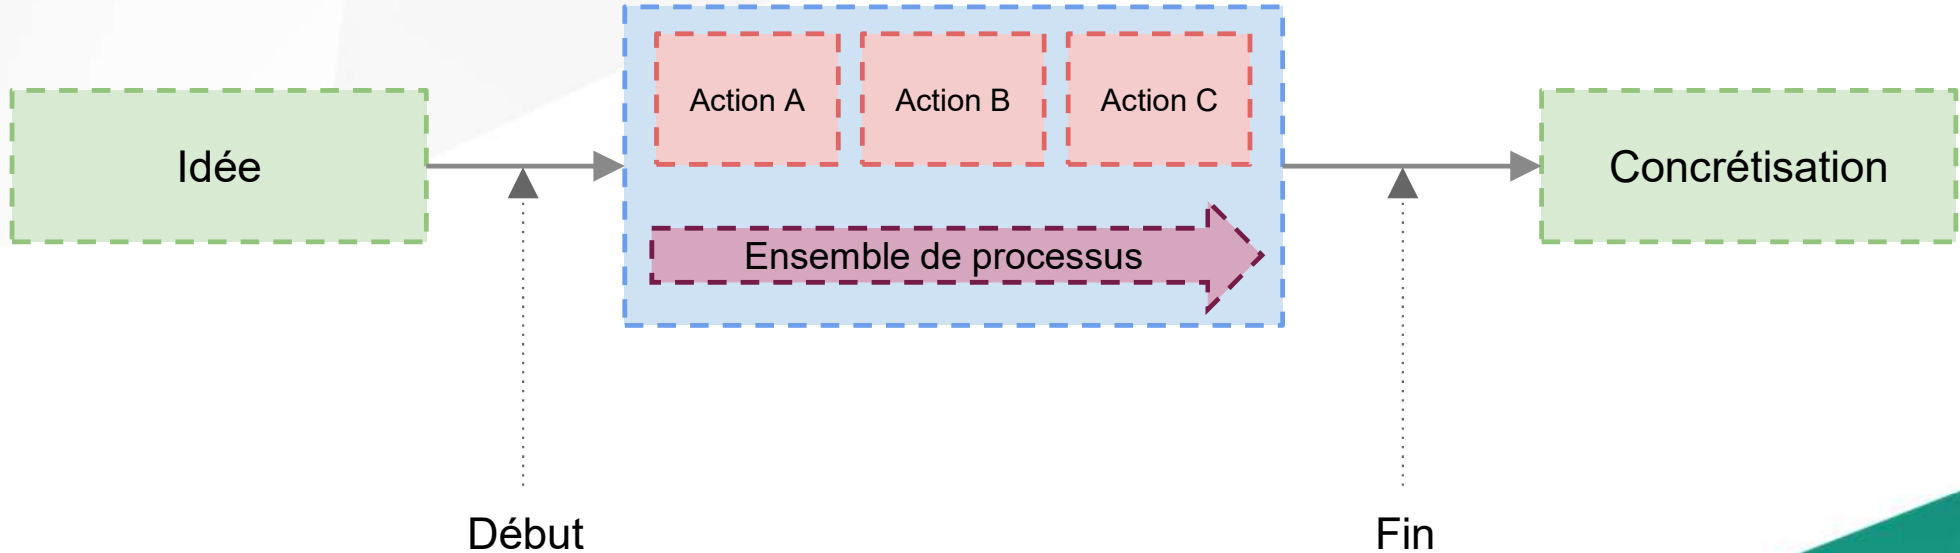 Idée
Action A
Action B
Action C
Ensemble de processus
Concrétisation
Début
Fin